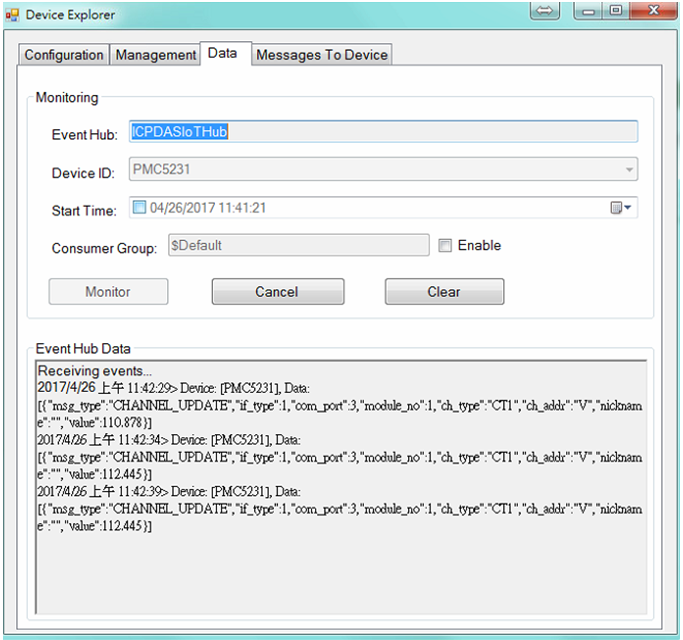 Device Explorer
Configuration Management Data Messages To Device
Monitoring
Event Hub: ICPDASIoTHub
Device ID: PMC5231
Start Time: 04/26/2017 11:41:21
Consumer Group: $Default Enable
Monitor Cancel Clear
Event Hub Data
Receiving events...
2017/4/26 上午 11:42:29> Device: [PMC5231], Data:
[{"msg_type":"CHANNEL_UPDATE","if_type":1,"com_port":3,"module_no":1,"ch_type":"CT1","ch_addr":"V","nicknam
e":"","value":110.878}]
2017/4/26 上午 11:42:34> Device: [PMC5231], Data:
[{"msg_type":"CHANNEL_UPDATE","if_type":1,"com_port":3,"module_no":1,"ch_type":"CT1","ch_addr":"V","nicknam
e":"","value":112.445}]
2017/4/26 上午 11:42:39> Device: [PMC5231], Data:
[{"msg_type":"CHANNEL_UPDATE","if_type":1,"com_port":3,"module_no":1,"ch_type":"CT1","ch_addr":"V","nicknam
e":"","value":112.445}]